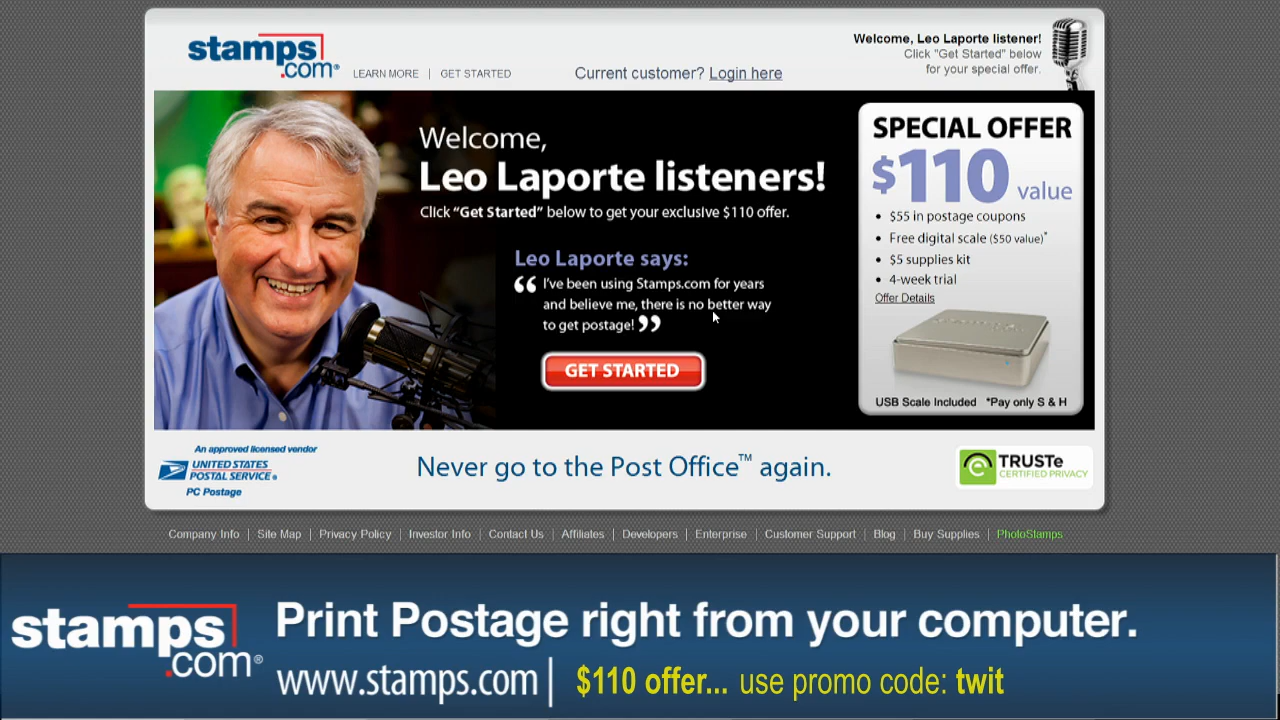 stamps
.com®
LEARN MORE | GET STARTED
Current customer? Login here
Welcome, Leo Laporte listener!
Click "Get Started" below
for your special offer.
Welcome,
Leo Laporte listeners!
Click “Get Started” below to get your exclusive $110 offer.
Leo Laporte says:
“ I've been using Stamps.com for years
and believe me, there is no better way
to get postage! ”
GET STARTED
SPECIAL OFFER
$110 value
• $55 in postage coupons
• Free digital scale ($50 value)*
• $5 supplies kit
• 4-week trial
Offer Details
USB Scale Included *Pay only S & H
An approved licensed vendor
UNITED STATES
POSTAL SERVICE®
PC Postage
Never go to the Post Office™ again.
TRUSTe
CERTIFIED PRIVACY
Company Info | Site Map | Privacy Policy | Investor Info | Contact Us | Affiliates | Developers | Enterprise | Customer Support | Blog | Buy Supplies | PhotoStamps
stamps
.com®
Print Postage right from your computer.
www.stamps.com | $110 offer... use promo code: twit